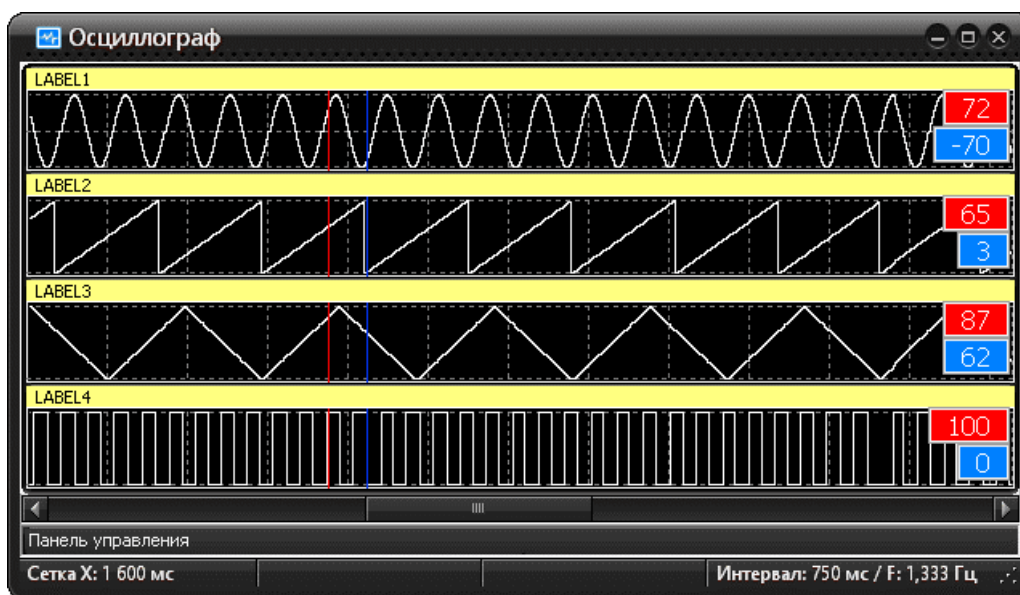 Осциллограф
LABEL1
72
-70
LABEL2
65
3
LABEL3
87
62
LABEL4
100
0
Панель управления
Сетка X: 1 600 мс
Интервал: 750 мс / F: 1,333 Гц